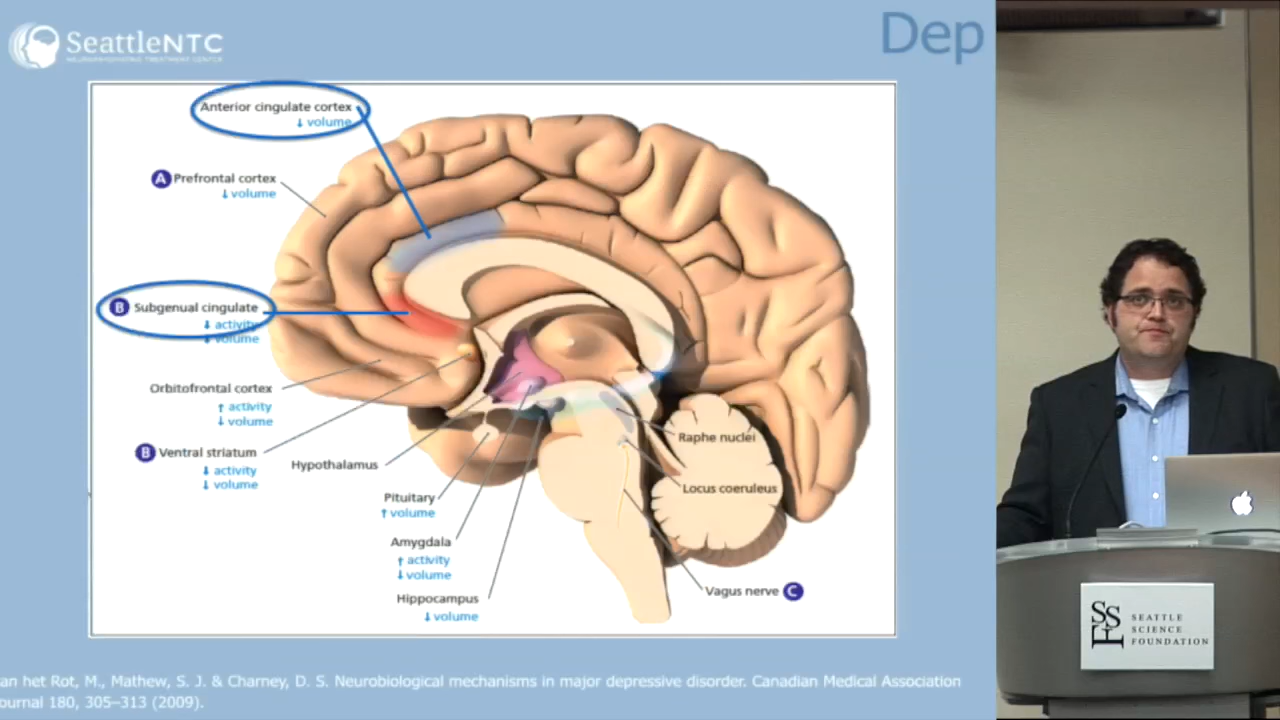 SeattleNTC
NEUROPSYCHIATRIC TREATMENT CENTER
Dep
Anterior cingulate cortex
↓ volume
A Prefrontal cortex
↓ volume
B Subgenual cingulate
↓ activity
↓ volume
Orbitofrontal cortex
↑ activity
↓ volume
B Ventral striatum
↓ activity
↓ volume
Hypothalamus
Pituitary
↑ volume
Amygdala
↑ activity
↓ volume
Hippocampus
↓ volume
Raphe nuclei
Locus coeruleus
Vagus nerve C
an het Rot, M., Mathew, S. J. & Charney, D. S. Neurobiological mechanisms in major depressive disorder. Canadian Medical Association
ournal 180, 305–313 (2009).
SSF
SEATTLE
SCIENCE
FOUNDATION